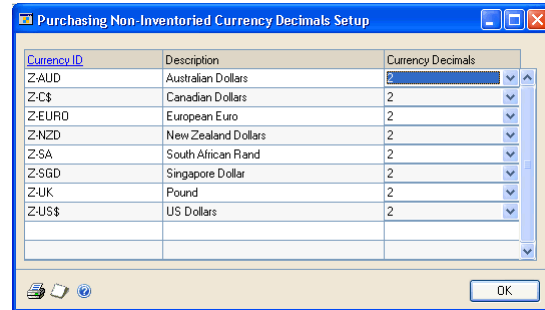 Purchasing Non-Inventoried Currency Decimals Setup
Currency ID Description Currency Decimals
Z-AUD Australian Dollars 2
Z-C$ Canadian Dollars 2
Z-EURO European Euro 2
Z-NZD New Zealand Dollars 2
Z-SA South African Rand 2
Z-SGD Singapore Dollar 2
Z-UK Pound 2
Z-US$ US Dollars 2
OK